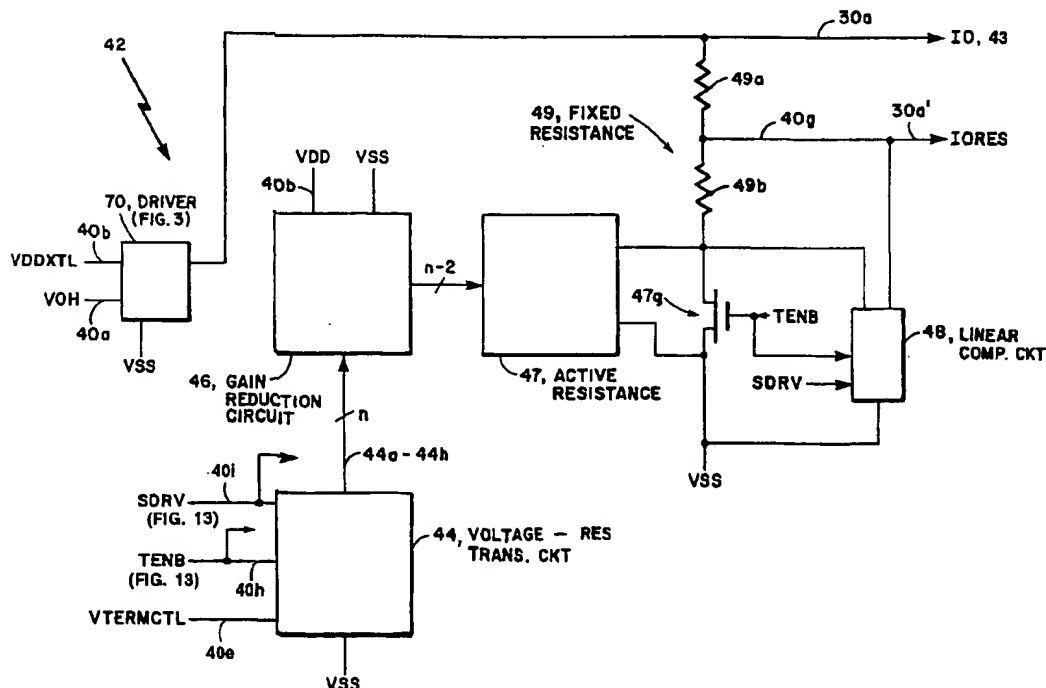 30a
IO, 43
42
49a
49, FIXED
RESISTANCE
40g
30a'
IORES
49b
VDD
VSS
40b
70, DRIVER
(FIG. 3)
40b
VDDXTL
VOH
40a
VSS
n-2
47g
TENB
SDRV
48, LINEAR
COMP. CKT
46, GAIN
REDUCTION
CIRCUIT
47, ACTIVE
RESISTANCE
n
44a-44h
VSS
40i
SDRV
(FIG. 13)
TENB
(FIG. 13)
40h
44, VOLTAGE - RES
TRANS. CKT
VTERMCTL
40e
VSS